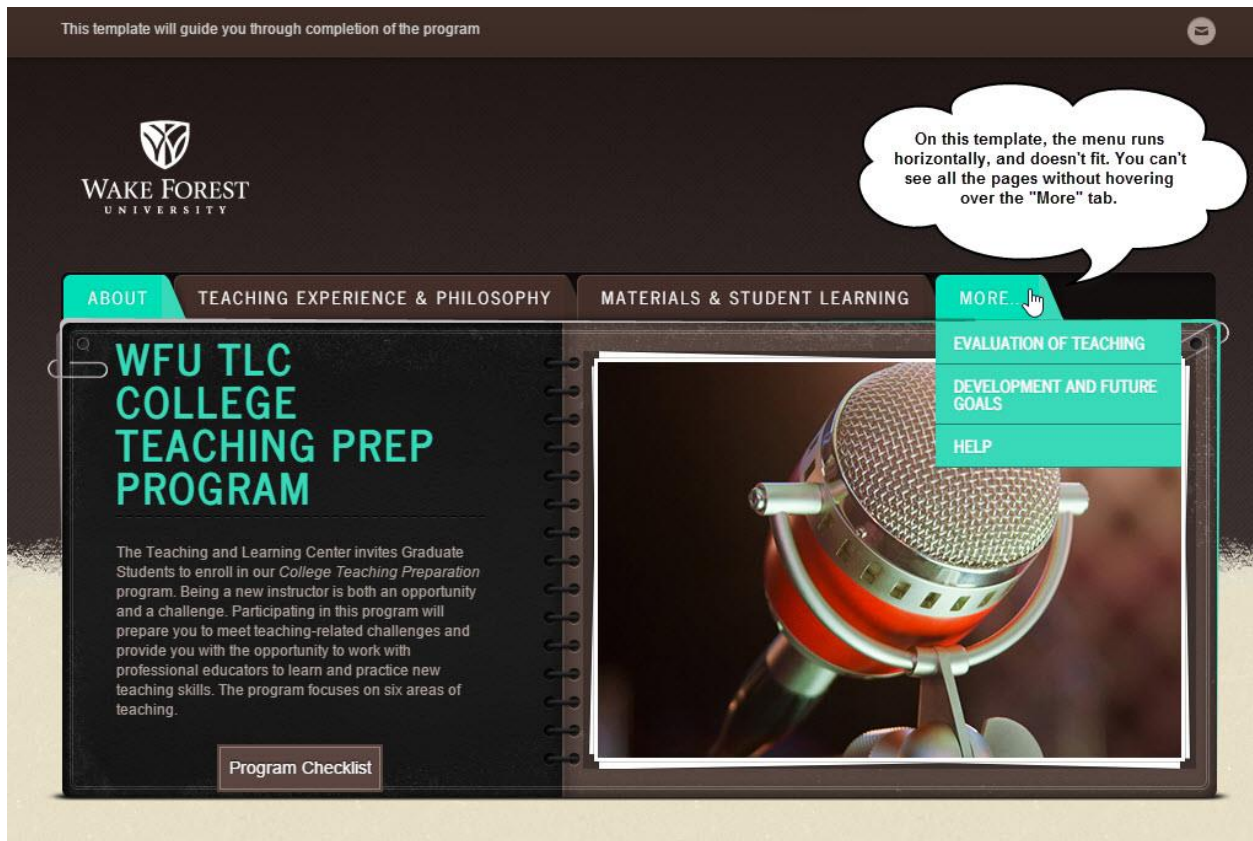 This template will guide you through completion of the program
WAKE FOREST
UNIVERSITY
On this template, the menu runs
horizontally, and doesn't fit. You can't
see all the pages without hovering
over the "More" tab.
ABOUT TEACHING EXPERIENCE & PHILOSOPHY MATERIALS & STUDENT LEARNING MORE...
EVALUATION OF TEACHING
DEVELOPMENT AND FUTURE
GOALS
HELP
WFU TLC
COLLEGE
TEACHING PREP
PROGRAM
The Teaching and Learning Center invites Graduate
Students to enroll in our College Teaching Preparation
program. Being a new instructor is both an opportunity
and a challenge. Participating in this program will
prepare you to meet teaching-related challenges and
provide you with the opportunity to work with
professional educators to learn and practice new
teaching skills. The program focuses on six areas of
teaching.
Program Checklist